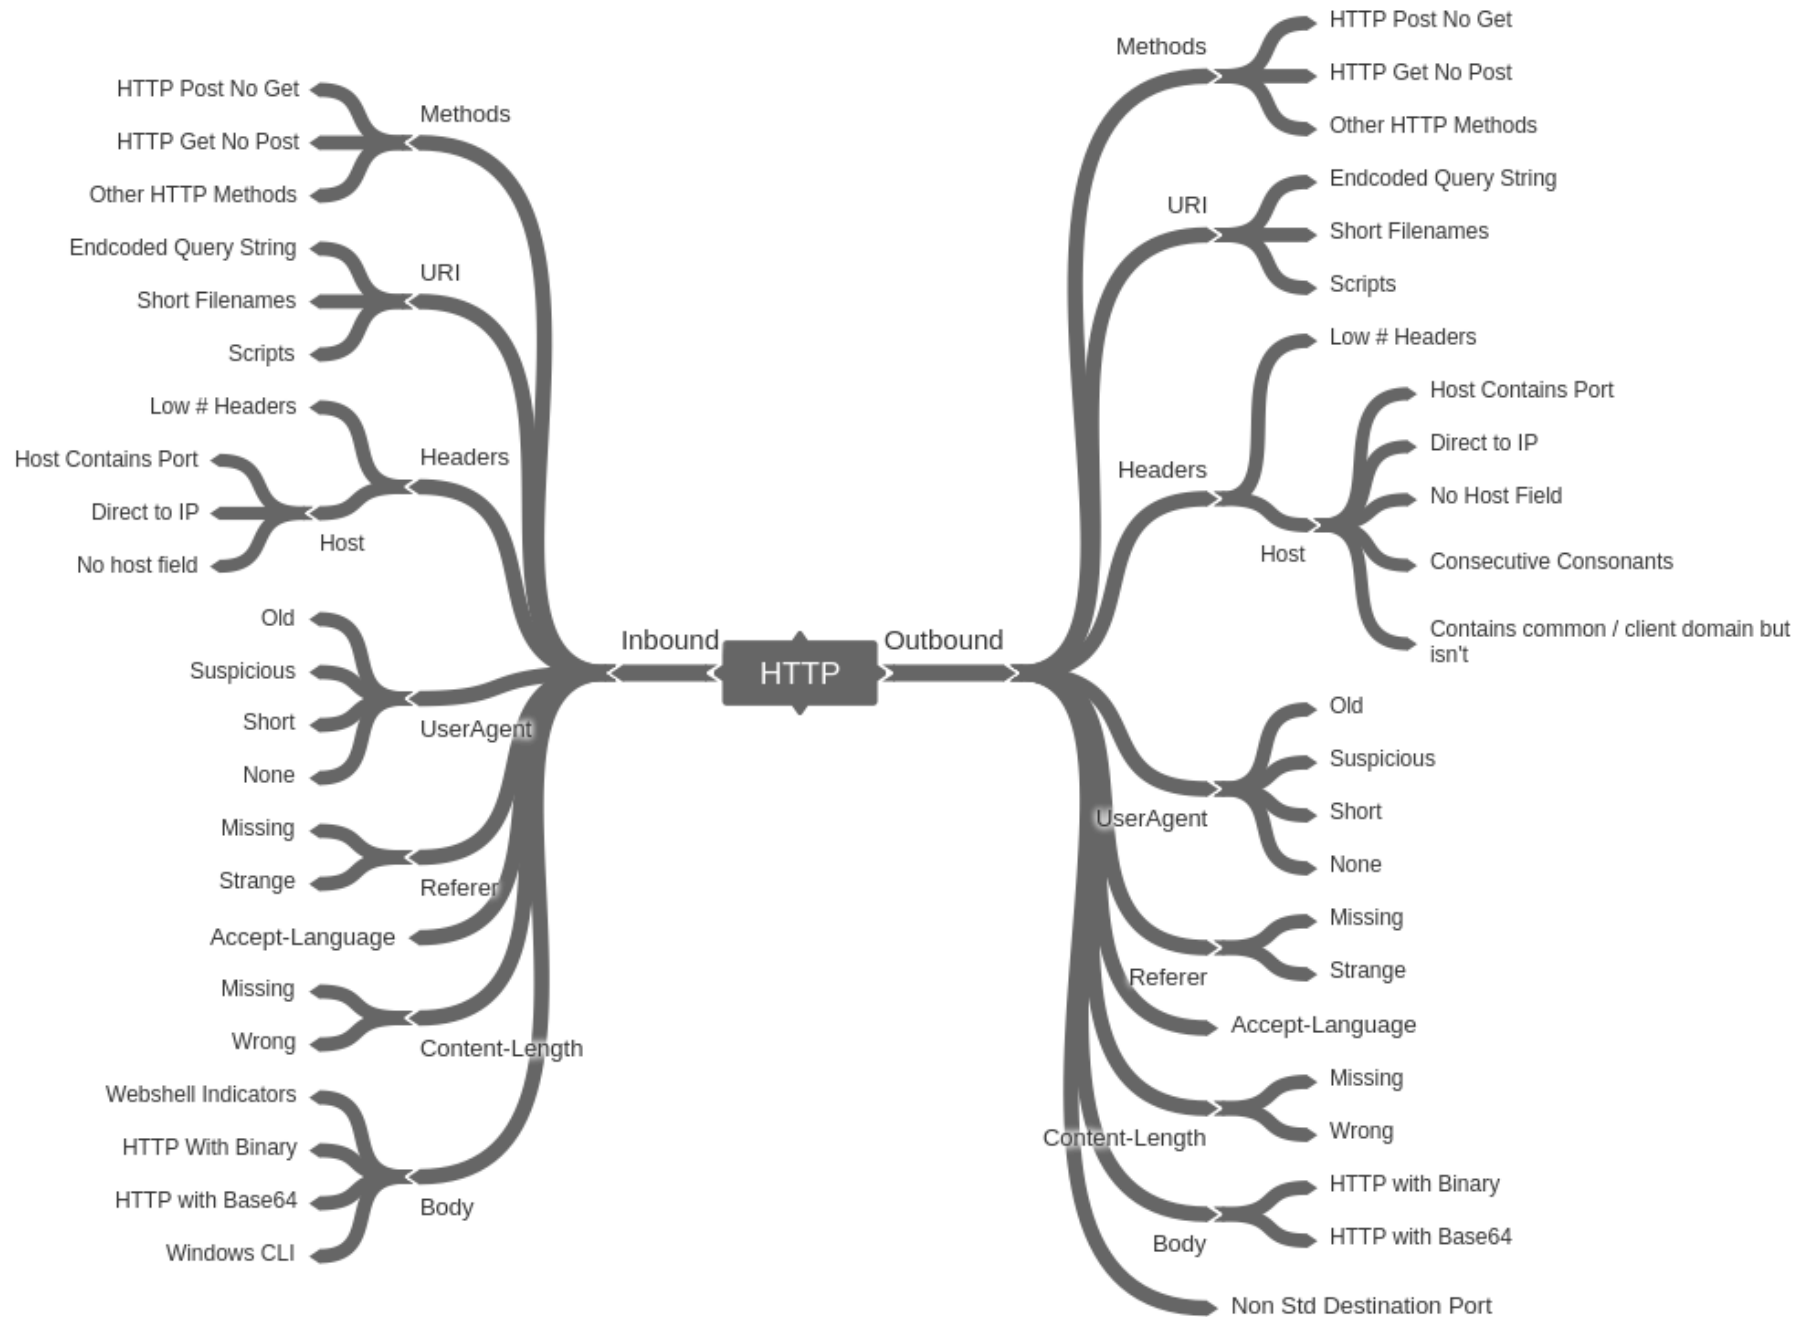 HTTP
Inbound
Methods
HTTP Post No Get
HTTP Get No Post
Other HTTP Methods
URI
Endcoded Query String
Short Filenames
Scripts
Headers
Low # Headers
Host
Host Contains Port
Direct to IP
No host field
UserAgent
Old
Suspicious
Short
None
Referer
Missing
Strange
Accept-Language
Content-Length
Missing
Wrong
Body
Webshell Indicators
HTTP With Binary
HTTP with Base64
Windows CLI
Outbound
Methods
HTTP Post No Get
HTTP Get No Post
Other HTTP Methods
URI
Endcoded Query String
Short Filenames
Scripts
Headers
Low # Headers
Host
Host Contains Port
Direct to IP
No Host Field
Consecutive Consonants
Contains common / client domain but
isn't
UserAgent
Old
Suspicious
Short
None
Referer
Missing
Strange
Accept-Language
Content-Length
Missing
Wrong
Body
HTTP with Binary
HTTP with Base64
Non Std Destination Port